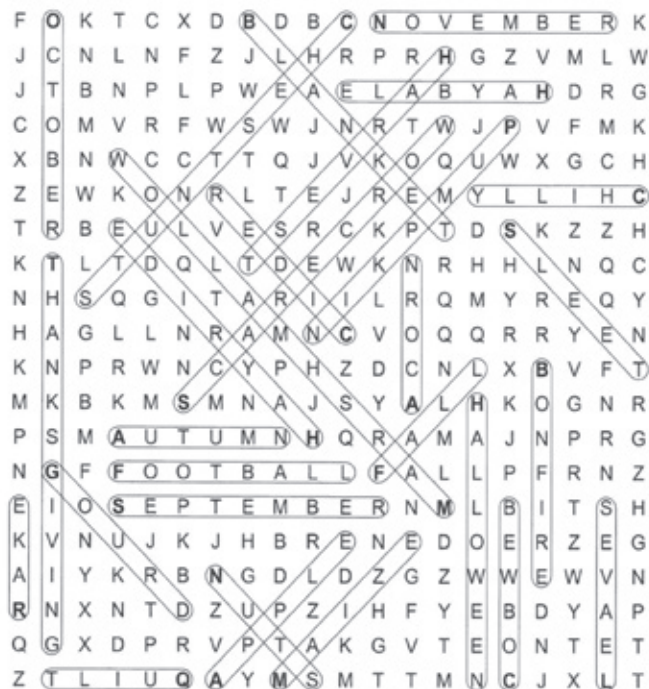 F O K T C X D B D B C N O V E M B E R K
J C N L N F Z J L H R P R H G Z V M L W
J T B N P L P W E A E L A B Y A H D R G
C O M V R F W S W J N R T W J P V F M K
X B N W C C T T Q J V K O Q U W X G C H
Z E W K O N R L T E J R E M Y L L I H C
T R B E U L V E S R C K P T D S K Z Z H
K T L T D Q L T D E W K N R H H L N Q C
N H S Q G I T A R I I L R Q M Y R E Q Y
H A G L L N R A M N C V O Q Q R R Y E N
K N P R W N C Y P H Z D C N L X B V F T
M K B K M S M N A J S Y A L H K O G N R
P S M A U T U M N H Q R A M A J N P R G
N G F F O O T B A L L F A L L P F R N Z
E I O S E P T E M B E R N M L B I T S H
K V N U J K J H B R E N E D O E R Z E G
A I Y K R B N G D L D Z G Z W W E W V N
R N X N T D Z U P Z I H F Y E B D Y A P
Q G X D P R V P T A K G V T E O N T E T
Z T L I U Q A Y M S M T T M N C J X L T